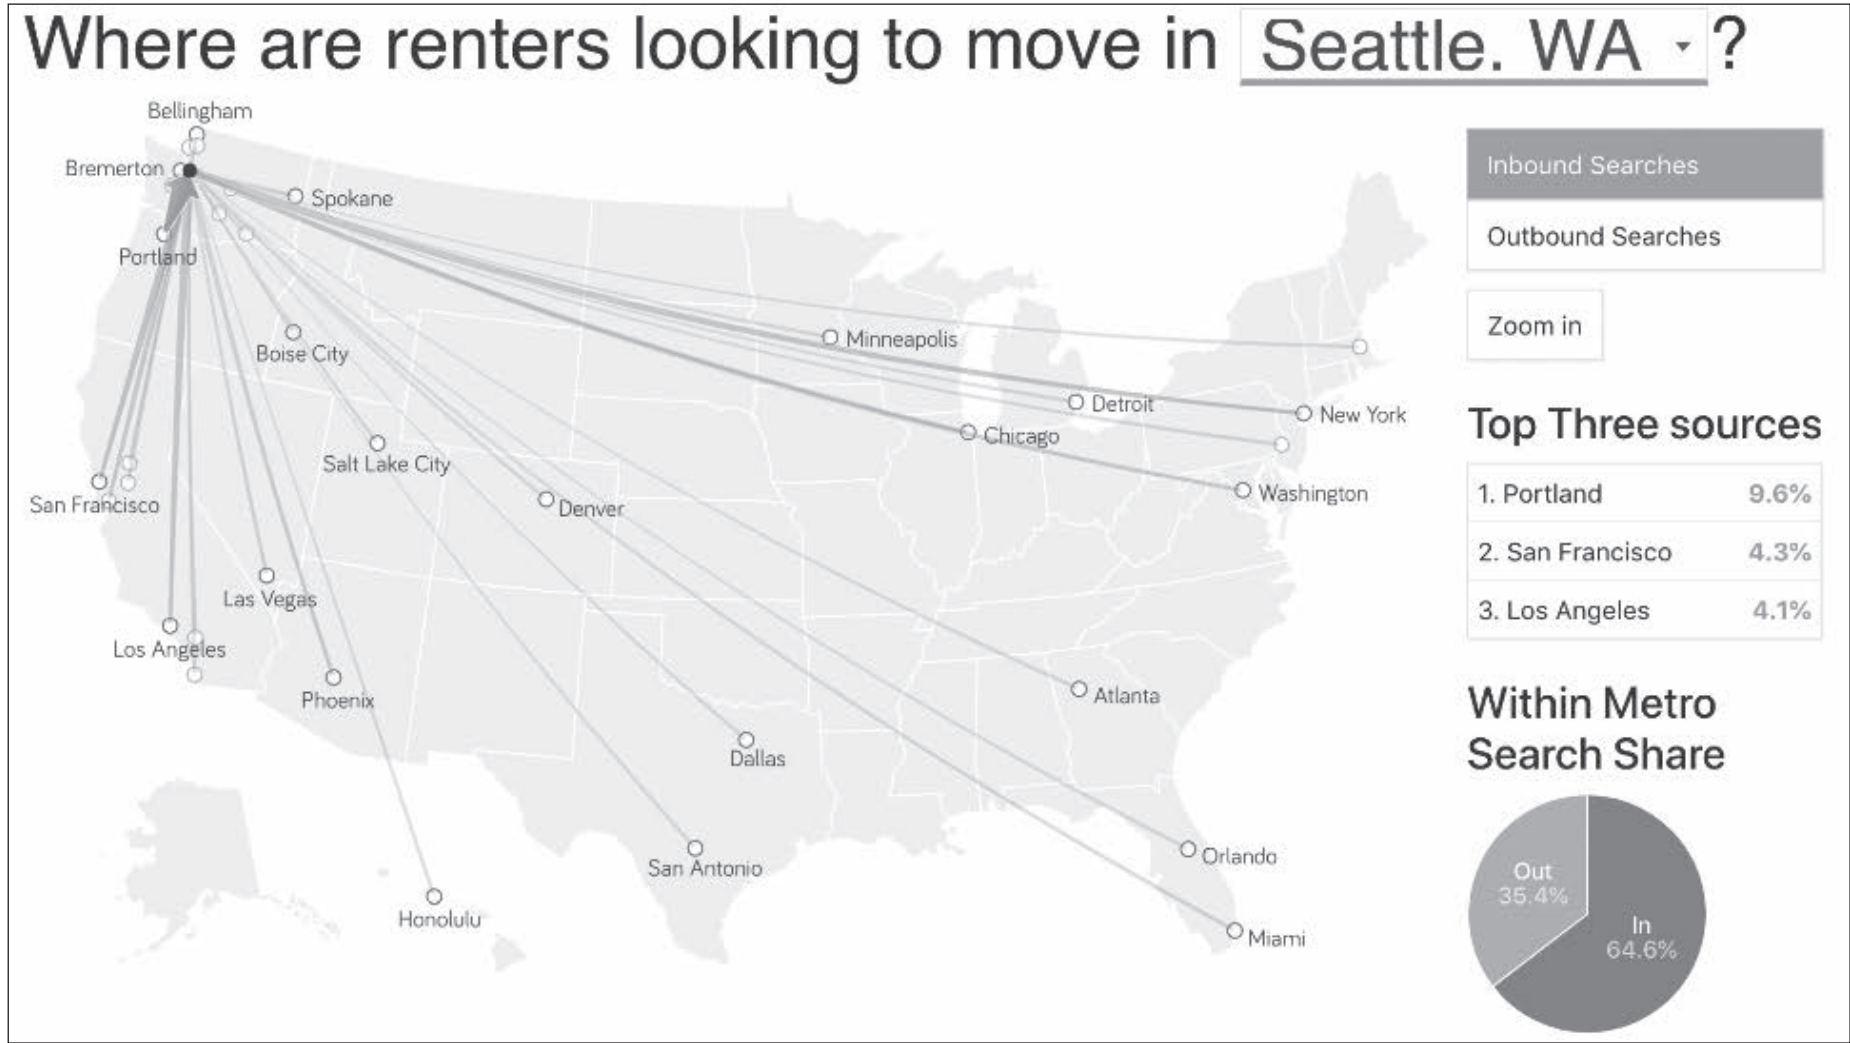 Where are renters looking to move in Seattle. WA ?
Bellingham
Bremerton
Spokane
Portland
Boise City
Minneapolis
Detroit
New York
Chicago
Salt Lake City
Washington
San Francisco
Denver
Las Vegas
Los Angeles
Phoenix
Atlanta
Dallas
San Antonio
Orlando
Honolulu
Miami
Inbound Searches
Outbound Searches
Zoom in
Top Three sources
1. Portland 9.6%
2. San Francisco 4.3%
3. Los Angeles 4.1%
Within Metro
Search Share
Out
35.4%
In
64.6%